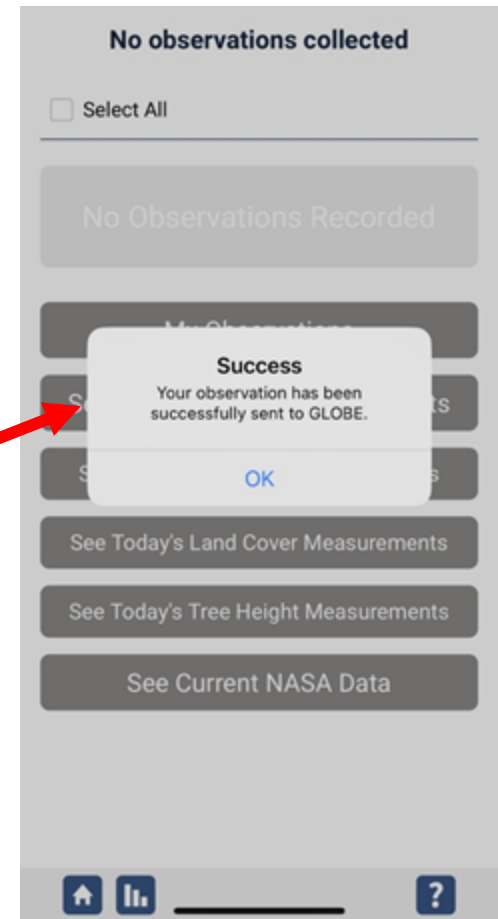 No observations collected
Select All
No Observations Recorded
Success
Your observation has been
successfully sent to GLOBE.
OK
See Today's Land Cover Measurements
See Today's Tree Height Measurements
See Current NASA Data
?